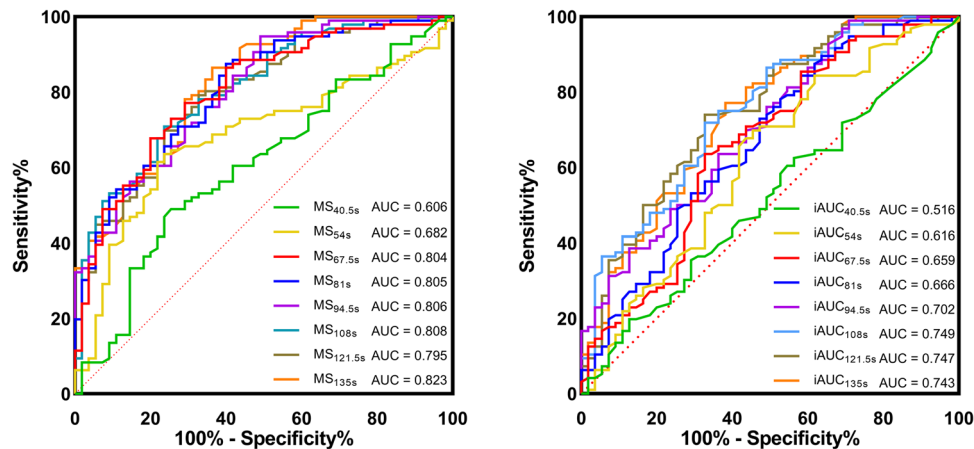 100
80
60
40
20
0
Sensitivity%
0 20 40 60 80 100
100% - Specificity%
MS40.5s AUC = 0.606
MS54s AUC = 0.682
MS67.5s AUC = 0.804
MS81s AUC = 0.805
MS94.5s AUC = 0.806
MS108s AUC = 0.808
MS121.5s AUC = 0.795
MS135s AUC = 0.823
100
80
60
40
20
0
Sensitivity%
0 20 40 60 80 100
100% - Specificity%
iAUC40.5s AUC = 0.516
iAUC54s AUC = 0.616
iAUC67.5s AUC = 0.659
iAUC81s AUC = 0.666
iAUC94.5s AUC = 0.702
iAUC108s AUC = 0.749
iAUC121.5s AUC = 0.747
iAUC135s AUC = 0.743